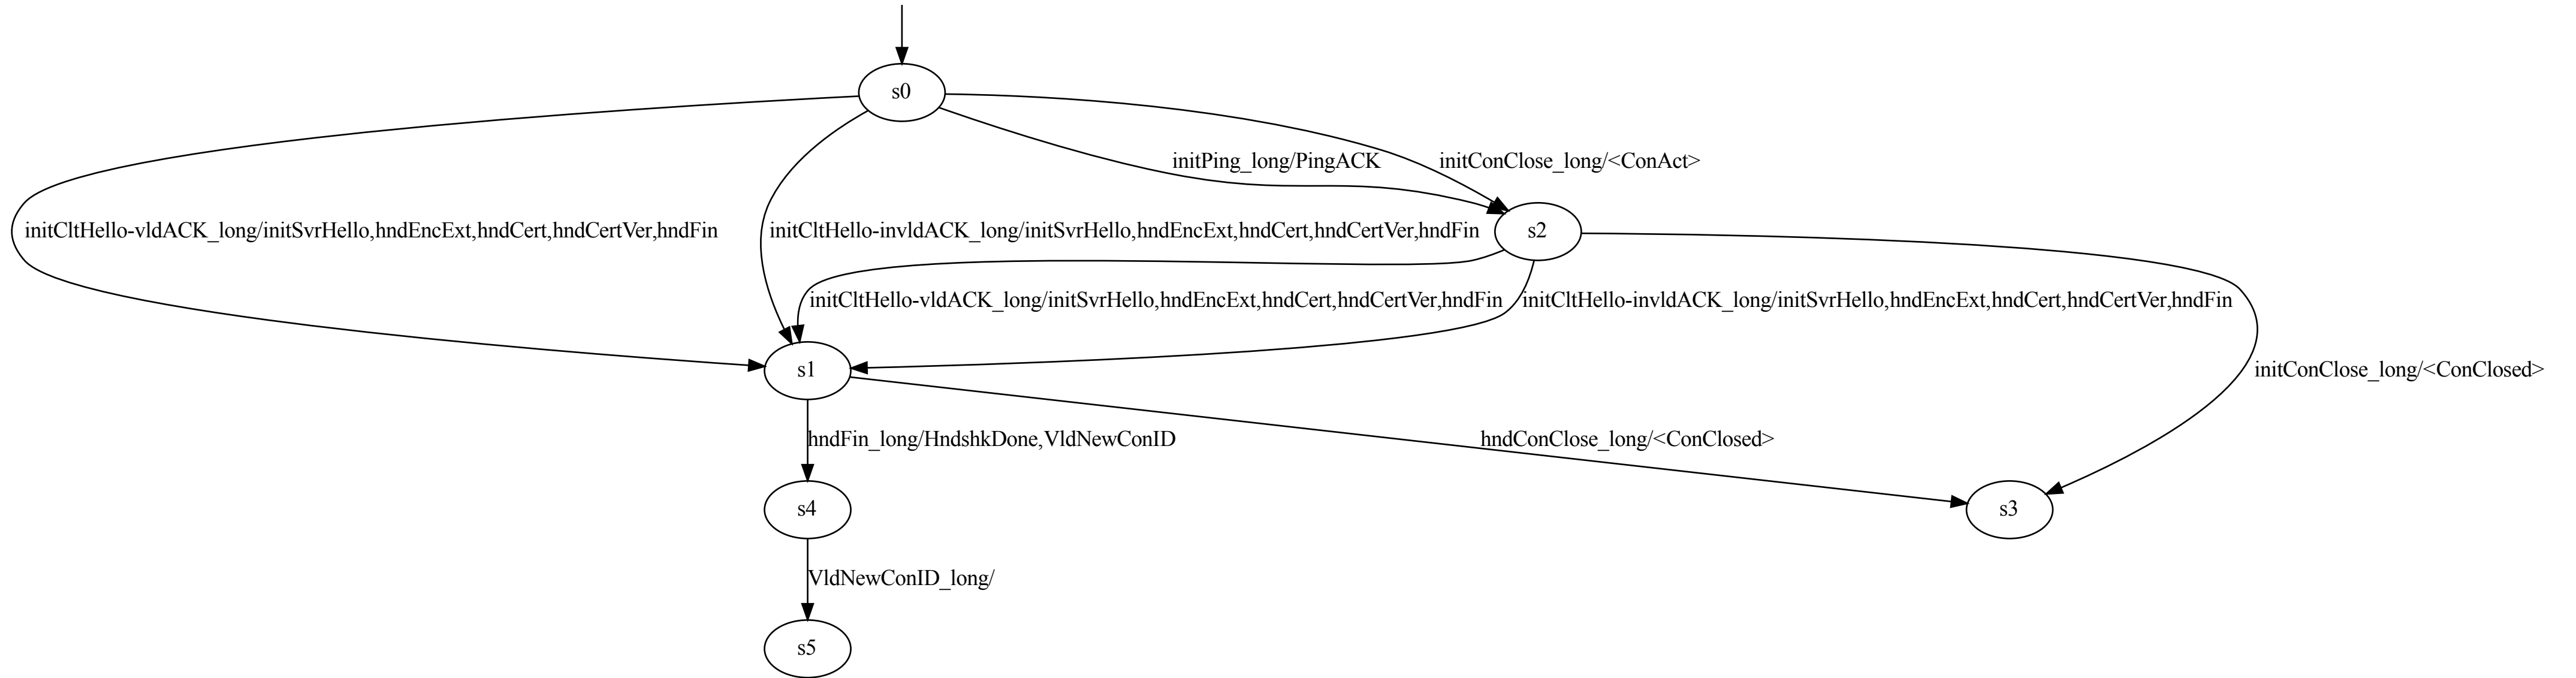 s0
initPing_long/PingACK
initConClose_long/<ConAct>
initCltHello-vldACK_long/initSvrHello,hndEncExt,hndCert,hndCertVer,hndFin
initCltHello-invldACK_long/initSvrHello,hndEncExt,hndCert,hndCertVer,hndFin
s2
initCltHello-vldACK_long/initSvrHello,hndEncExt,hndCert,hndCertVer,hndFin
initCltHello-invldACK_long/initSvrHello,hndEncExt,hndCert,hndCertVer,hndFin
s1
initConClose_long/<ConClosed>
hndFin_long/HndshkDone,VldNewConID
hndConClose_long/<ConClosed>
s4
s3
VldNewConID_long/
s5